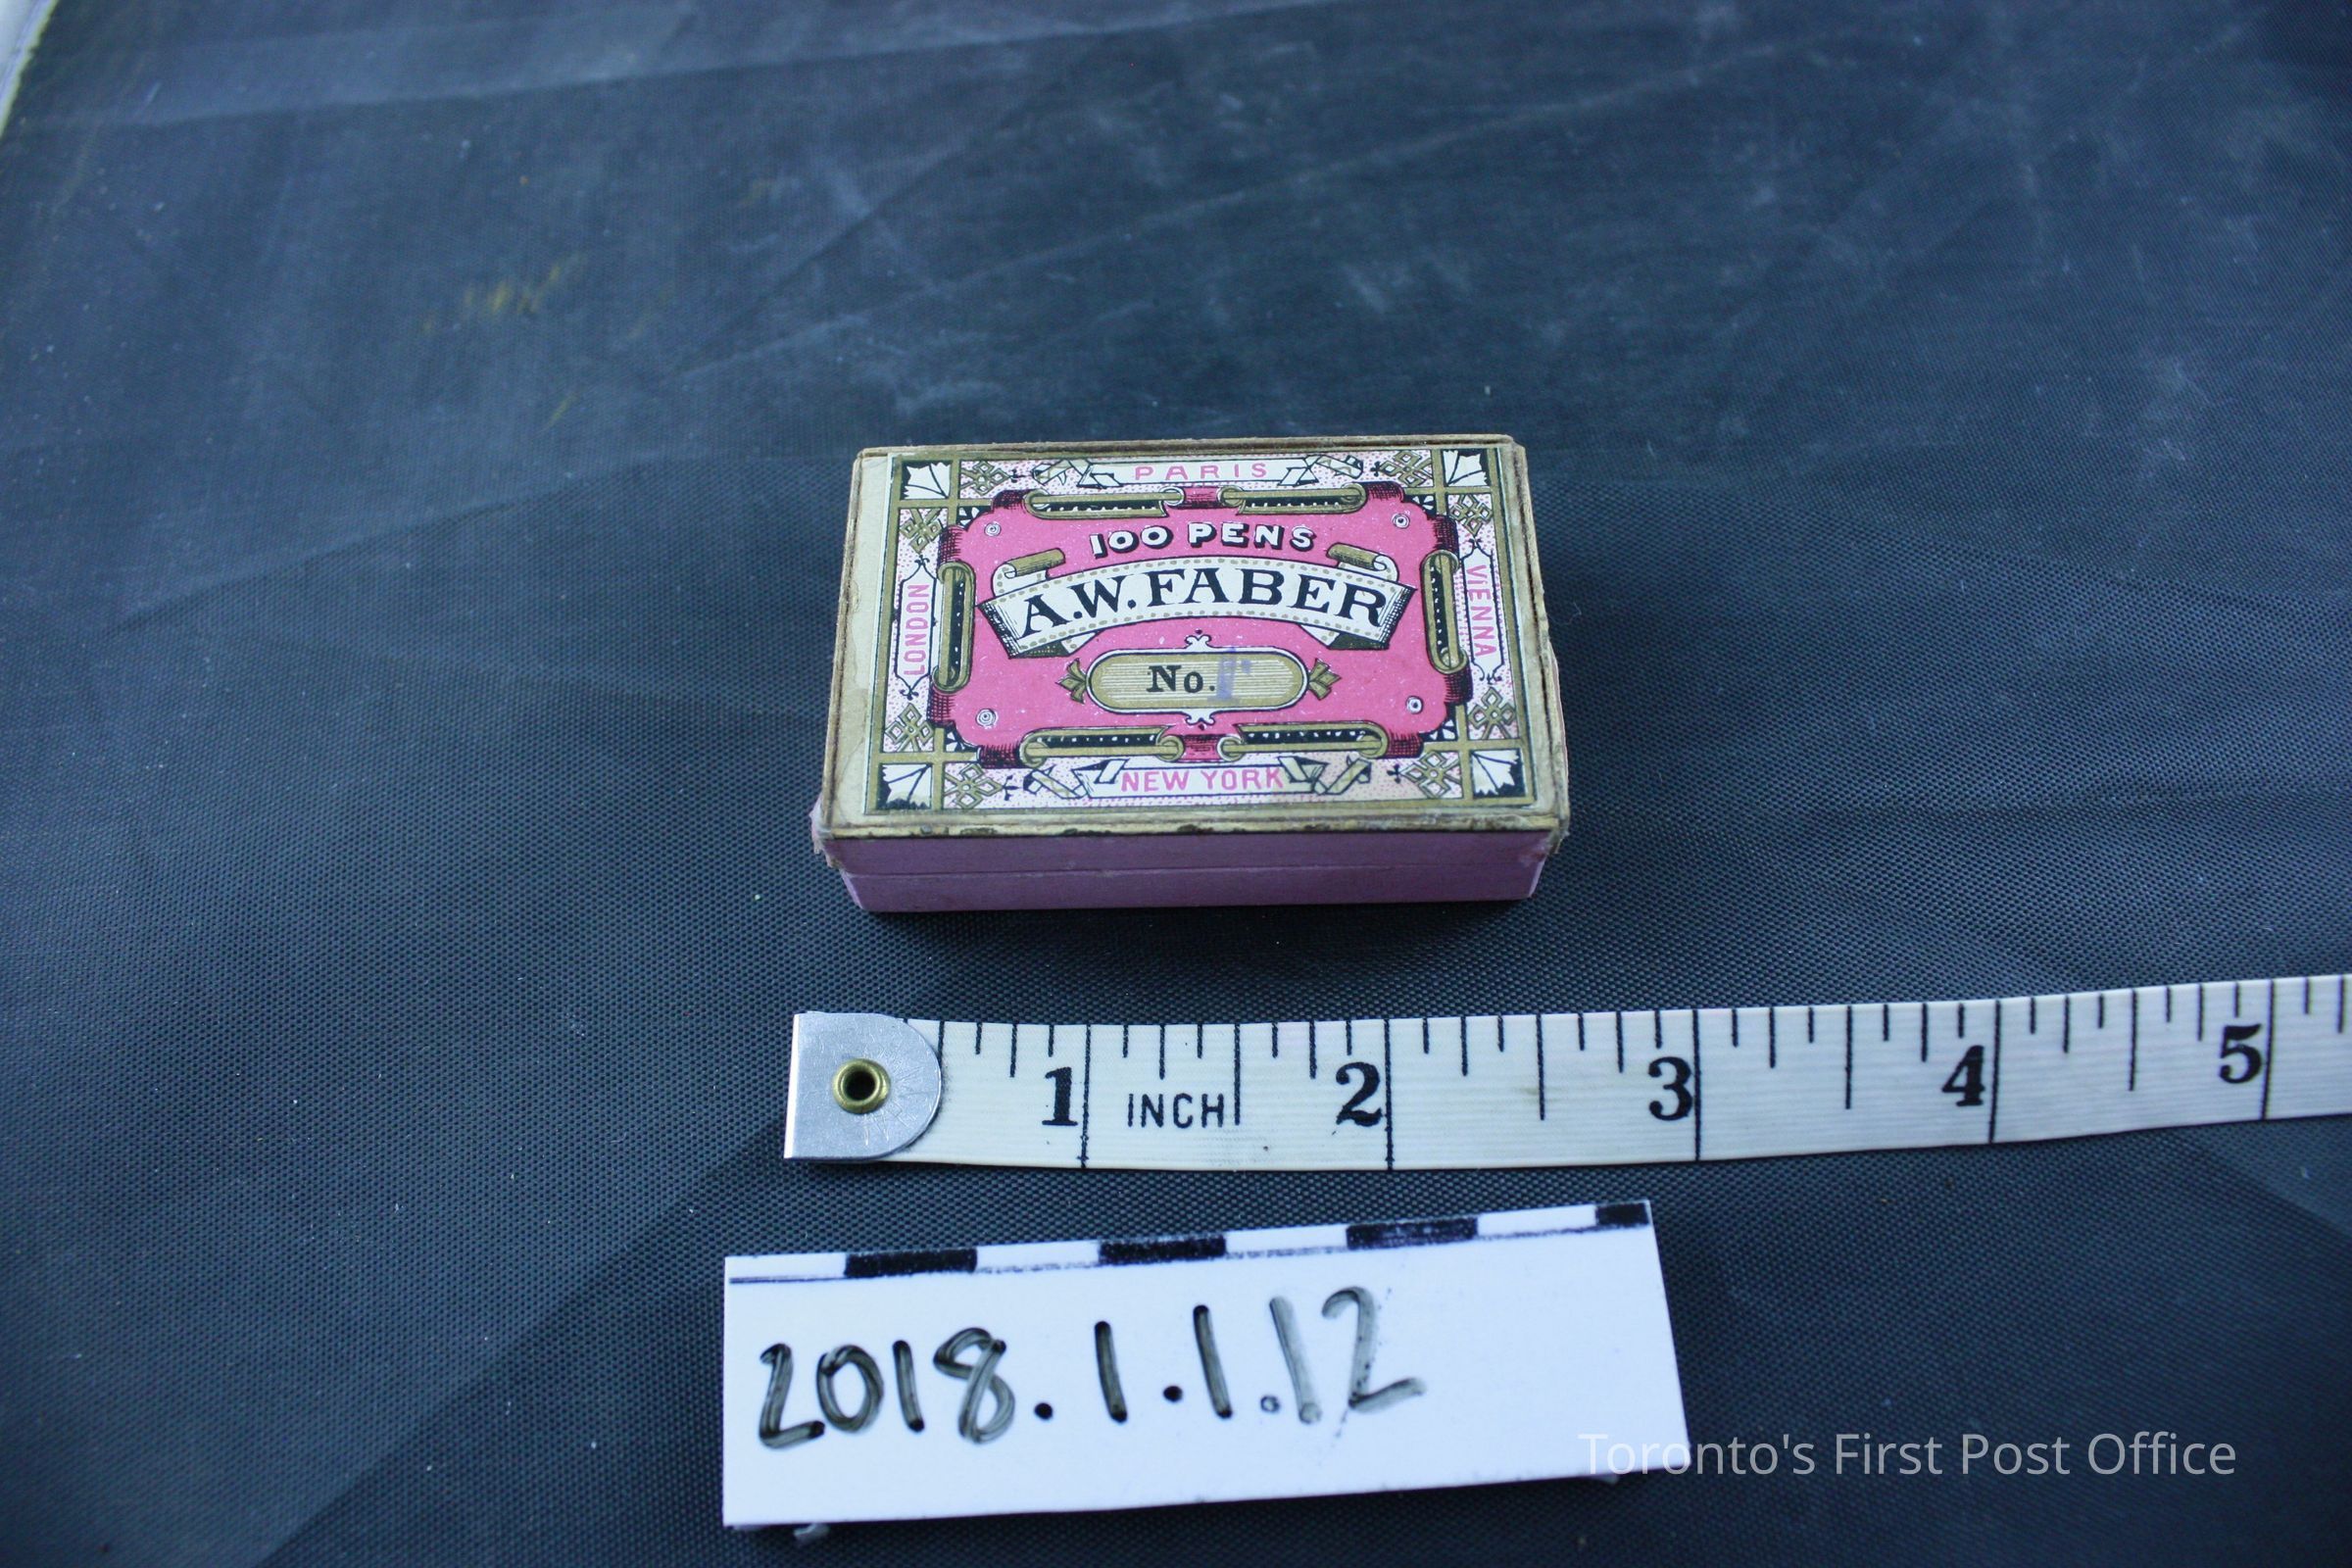 PARIS
100 PENS
A.W.FABER
No.
LONDON
VIENNA
NEW YORK
1 INCH 2 3 4 5
2018.1.1.12
Toronto's First Post Office